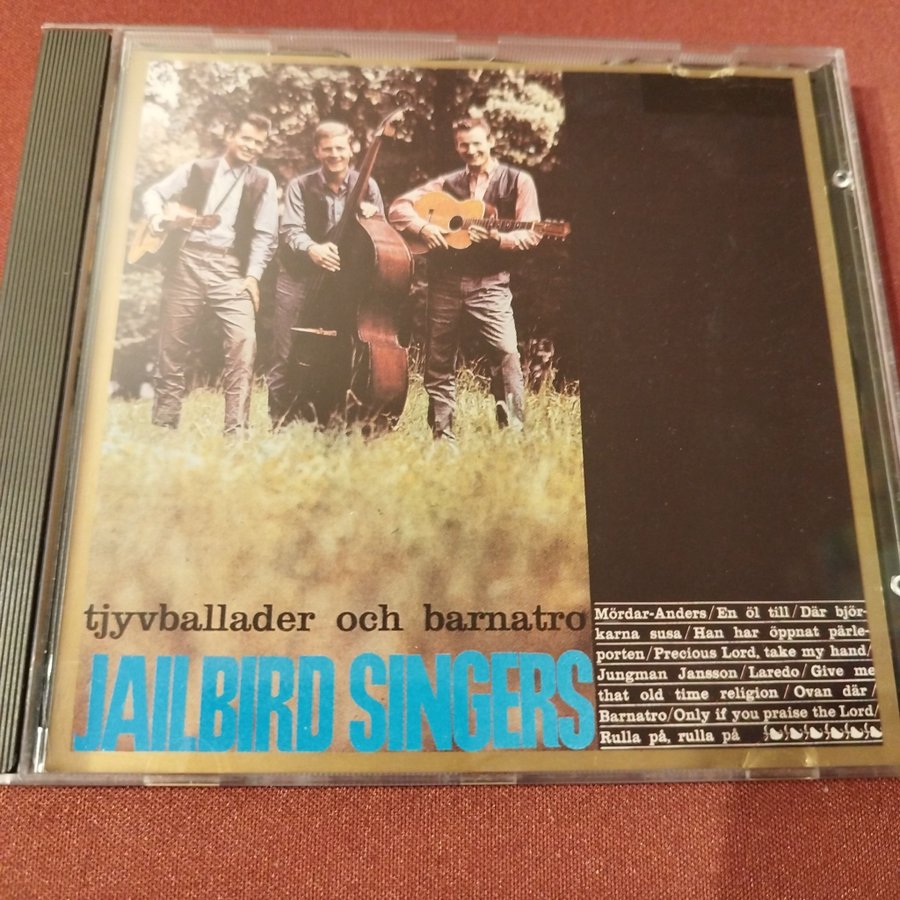 tjyvballader och barnatro
JAILBIRD SINGERS
Mördar-Anders/En öl till/Där björ-
karna susa/Han har öppnat pärle-
porten/Precious Lord, take my hand/
Jungman Jansson/Laredo/Give me
that old time religion/Ovan där/
Barnatro/Only if you praise the Lord/
Rulla på, rulla på